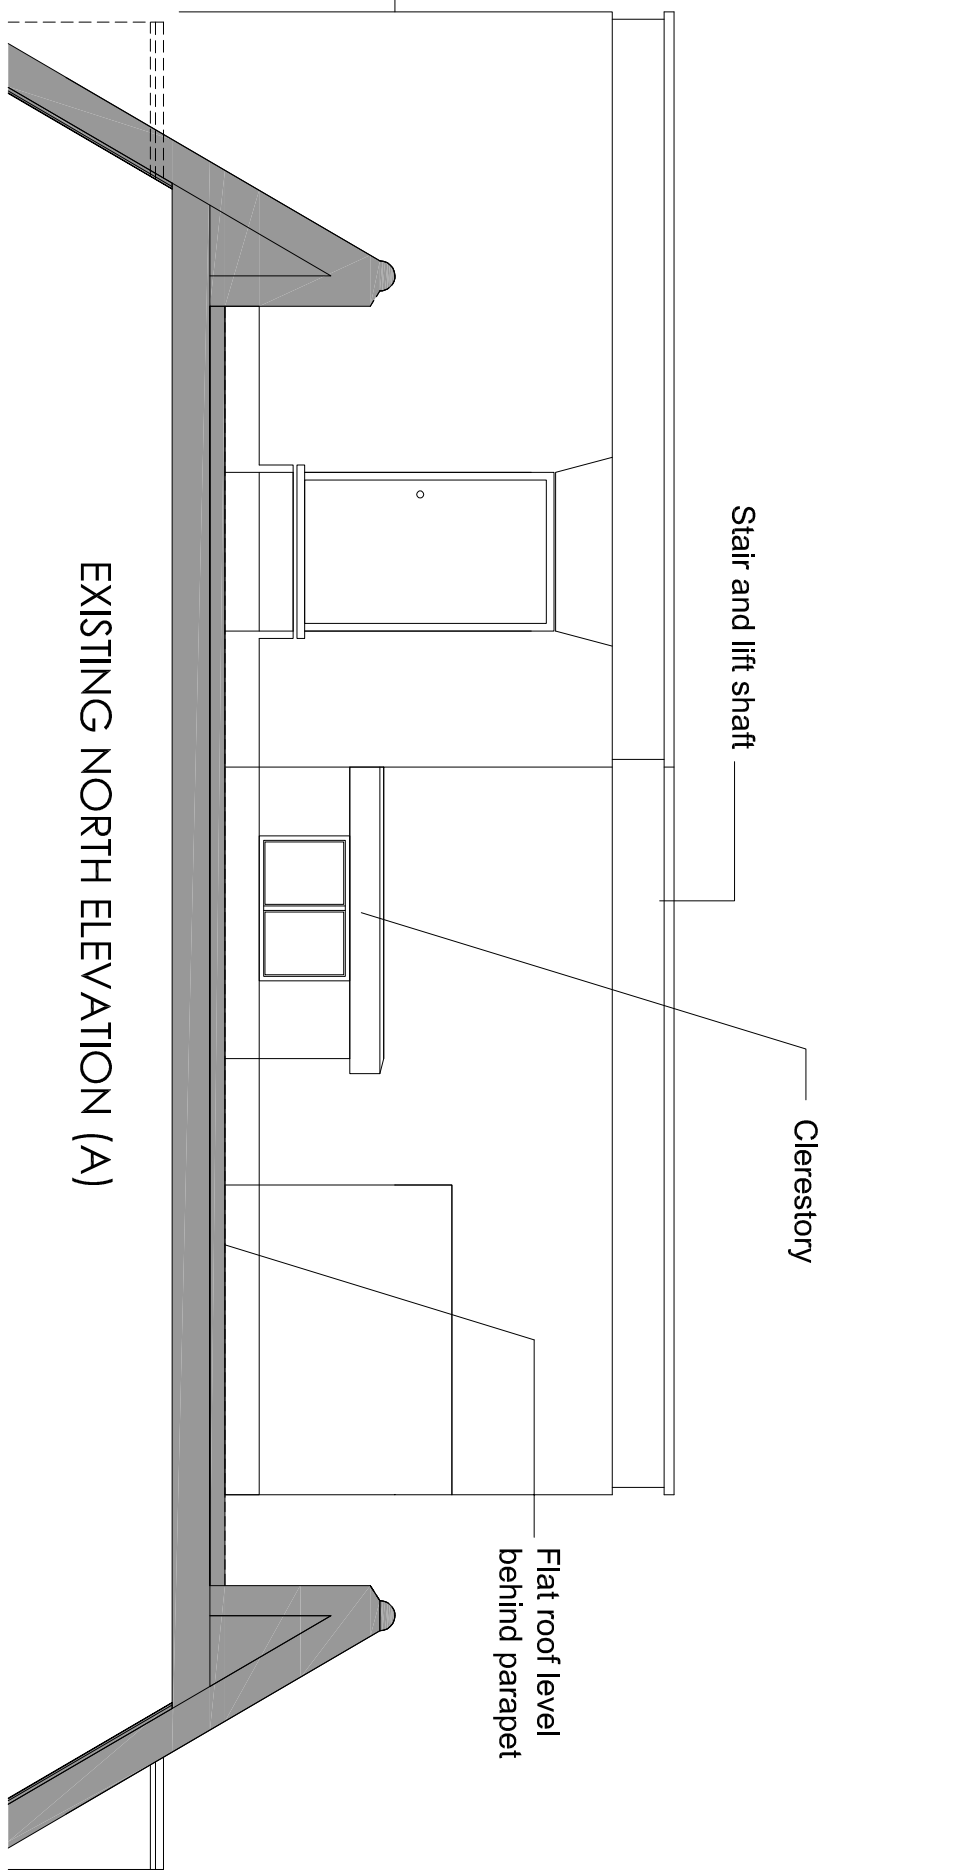 Stair and lift shaft
Clerestory
Flat roof level
behind parapet
EXISTING NORTH ELEVATION (A)